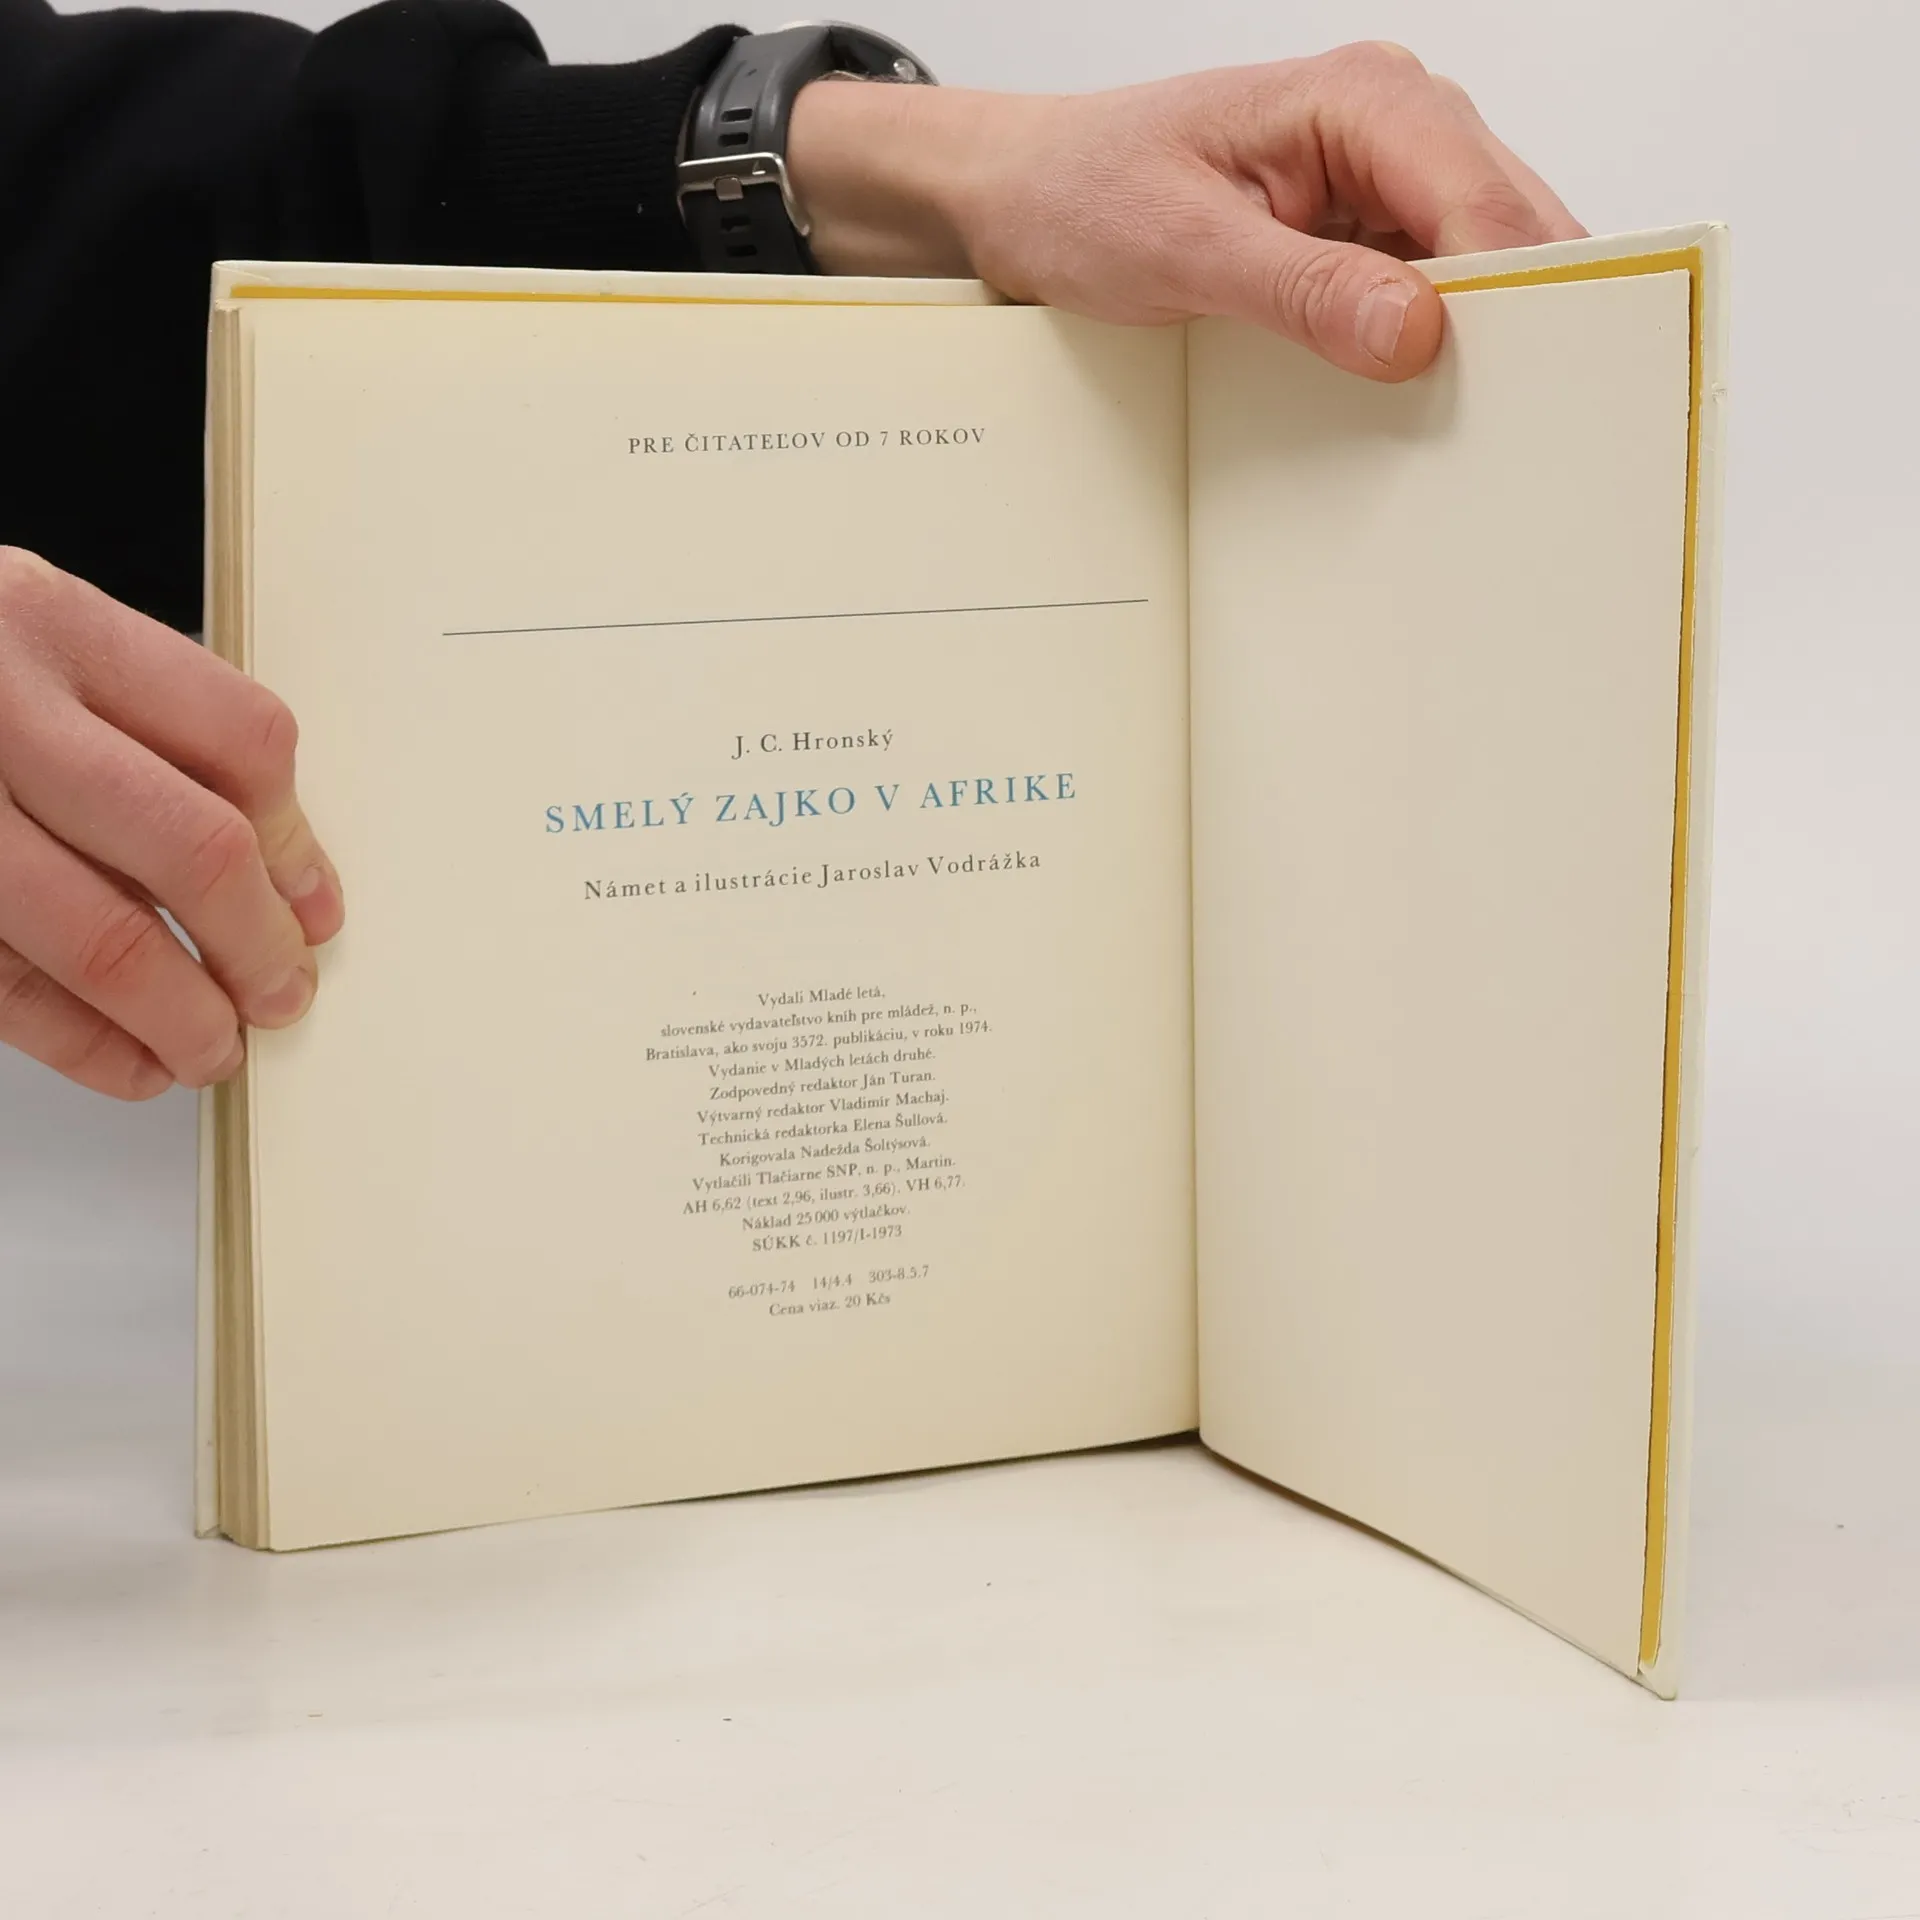 PRE ČITATEĽOV OD 7 ROKOV
J. C. Hronský
SMELÝ ZAJKO V AFRIKE
Námet a ilustrácie Jaroslav Vodrážka
Vydali Mladé letá,
slovenské vydavateľstvo kníh pre mládež, n. p.,
Bratislava, ako svoju 3572. publikáciu, v roku 1974.
Vydanie v Mladých letách druhé.
Zodpovedný redaktor Ján Turan.
Výtvarný redaktor Vladimír Machaj.
Technická redaktorka Elena Šullová.
Korigovala Nadežda Šoltýsová.
Vytlačili Tlačiarne SNP, n. p., Martin.
AH 6,62 (text 2,96, ilustr. 3,66). VH 6,77.
Náklad 25 000 výtlačkov.
SÚKK č. 1197/I-1973
66-074-74 14/4.4 303-8.5.7
Cena viaz. 20 Kčs